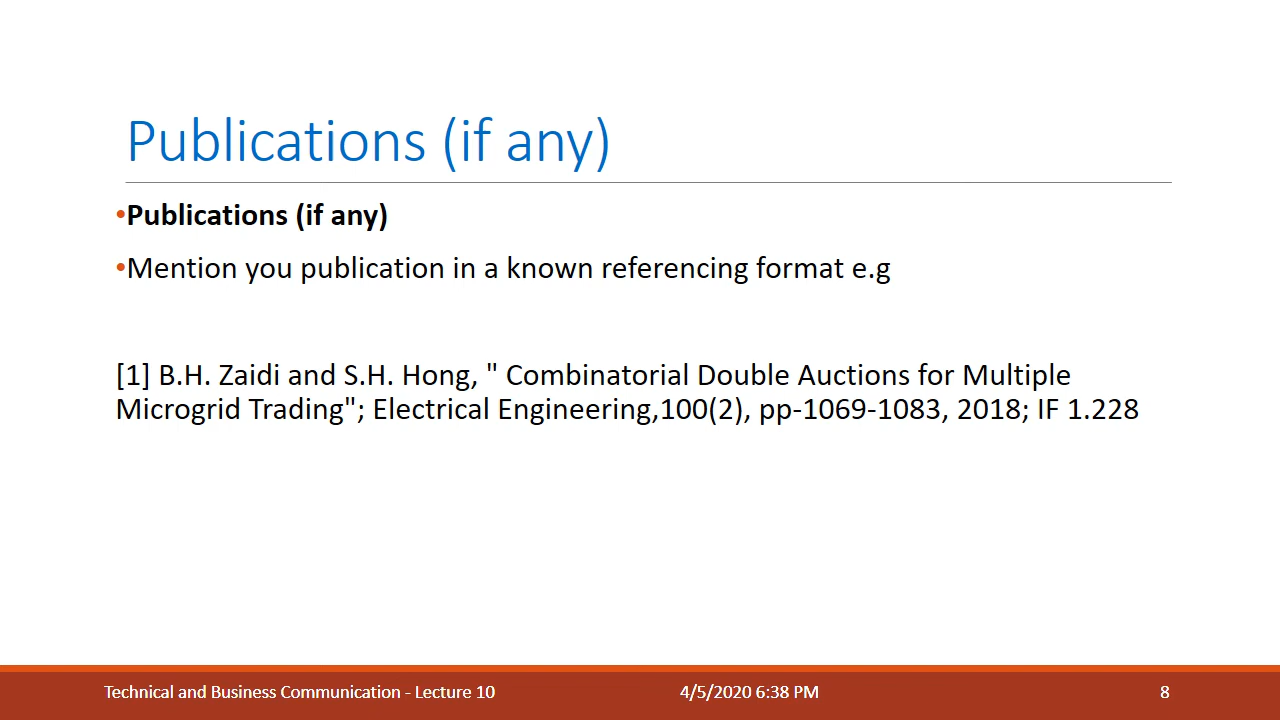 Publications (if any)
•Publications (if any)
•Mention you publication in a known referencing format e.g
[1] B.H. Zaidi and S.H. Hong, " Combinatorial Double Auctions for Multiple
Microgrid Trading"; Electrical Engineering,100(2), pp-1069-1083, 2018; IF 1.228
Technical and Business Communication - Lecture 10 4/5/2020 6:38 PM 8